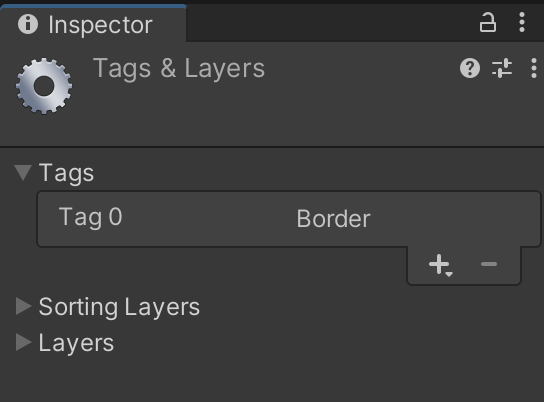 Inspector
Tags & Layers
Tags
Tag 0 Border
Sorting Layers
Layers